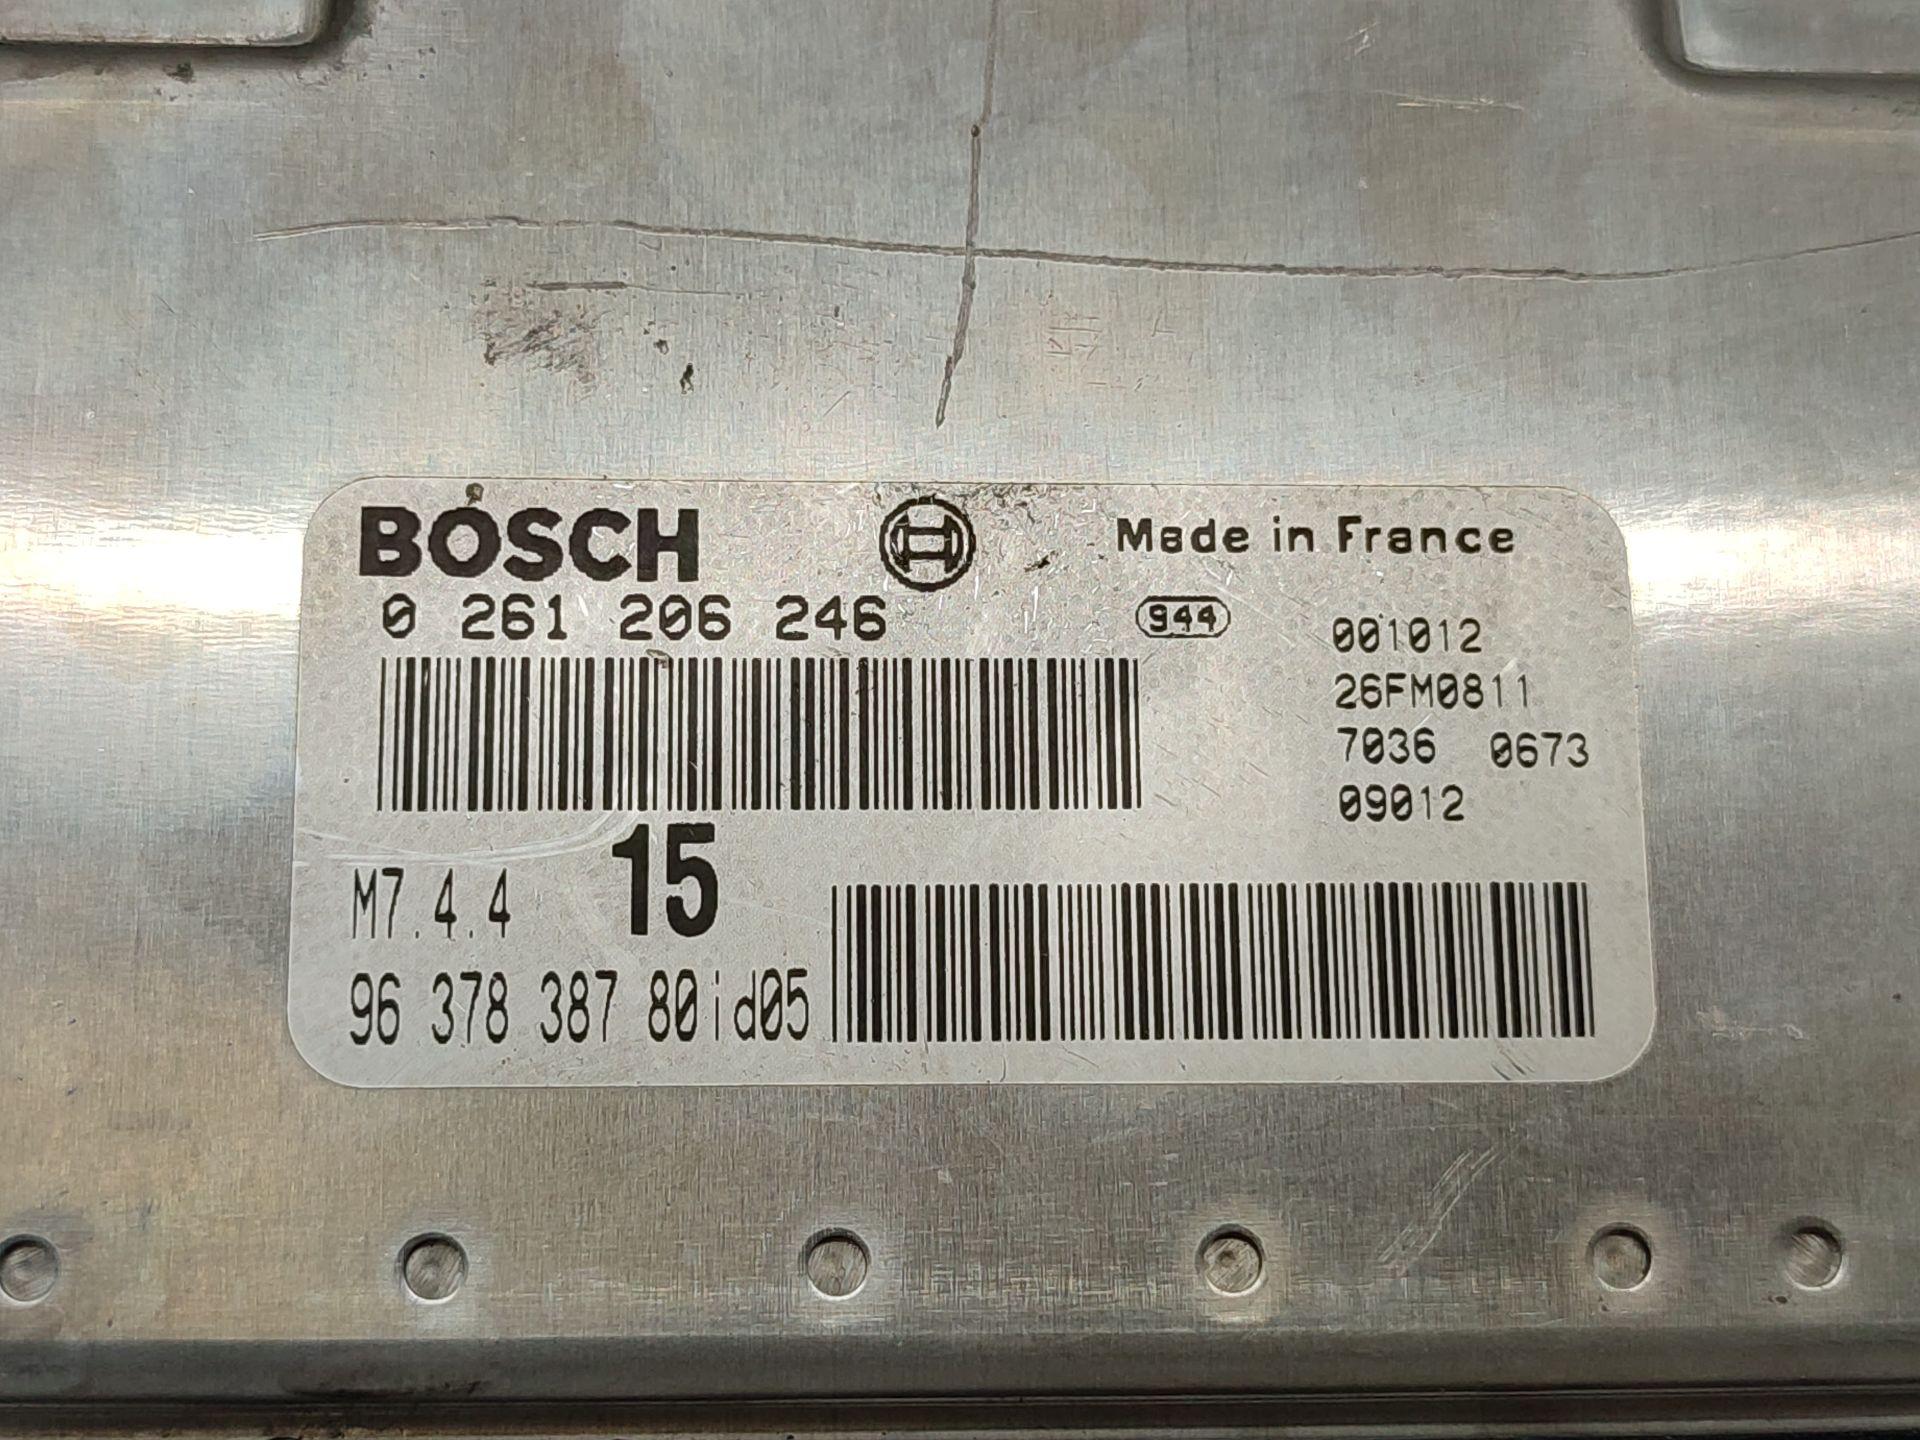 BOSCH Made in France
0 261 206 246 944 001012
26FM0811
7036 0673
09012
M7.4.4 15
96 378 387 80id05